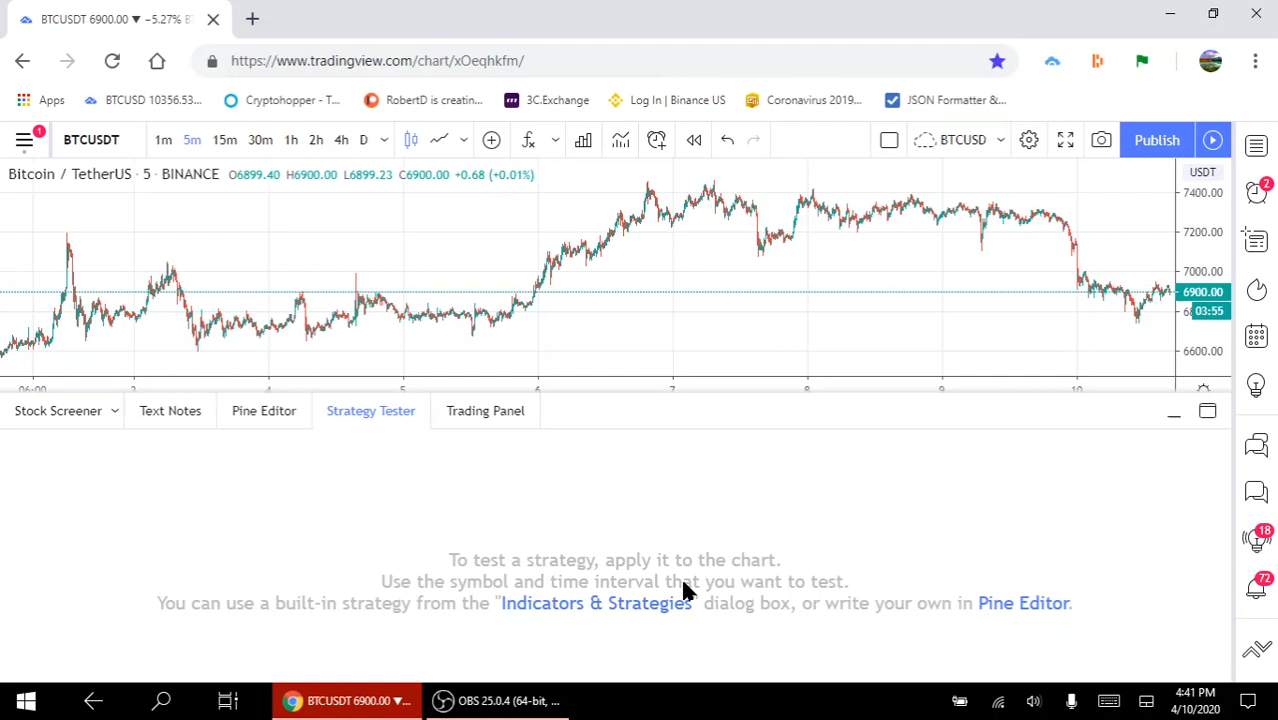 BTCUSDT 6900.00 ▼ −5.27%
https://www.tradingview.com/chart/xOeqhkfm/
Apps
BTCUSD 10356.53...
Cryptohopper - T...
RobertD is creatin...
3C.Exchange
Log In | Binance US
Coronavirus 2019...
JSON Formatter &...
1
BTCUSDT
1m 5m 15m 30m 1h 2h 4h D
BTCUSD
Publish
Bitcoin / TetherUS · 5 · BINANCE O6899.40 H6900.00 L6899.23 C6900.00 +0.68 (+0.01%)
USDT
7400.00
2
7200.00
7000.00
6900.00
03:55
6600.00
06:00 3 4 5 6 7 8 9 10
Stock Screener Text Notes Pine Editor Strategy Tester Trading Panel
18
To test a strategy, apply it to the chart.
Use the symbol and time interval that you want to test.
72
You can use a built-in strategy from the "Indicators & Strategies" dialog box, or write your own in Pine Editor.
BTCUSDT 6900.00 ▼...
OBS 25.0.4 (64-bit, ...
4:41 PM
4/10/2020